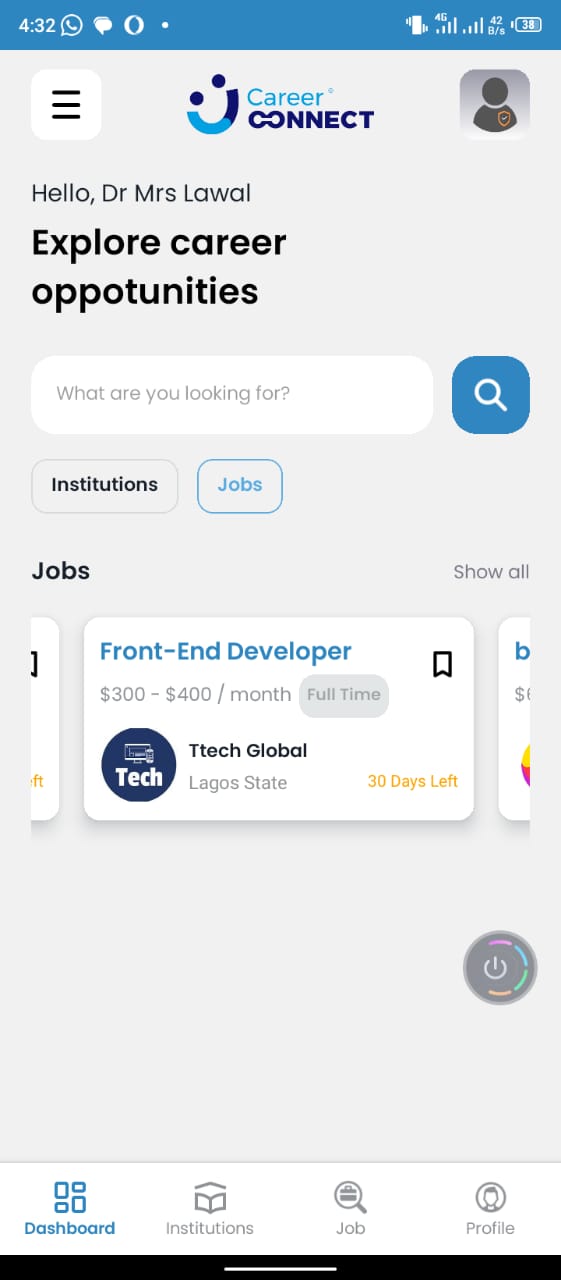 4:32
4G
42
B/s
38
Career
CONNECT
Hello, Dr Mrs Lawal
Explore career
oppotunities
What are you looking for?
Institutions
Jobs
Jobs
Show all
Front-End Developer
$300 - $400 / month
Full Time
Tech
Ttech Global
Lagos State
30 Days Left
Dashboard
Institutions
Job
Profile